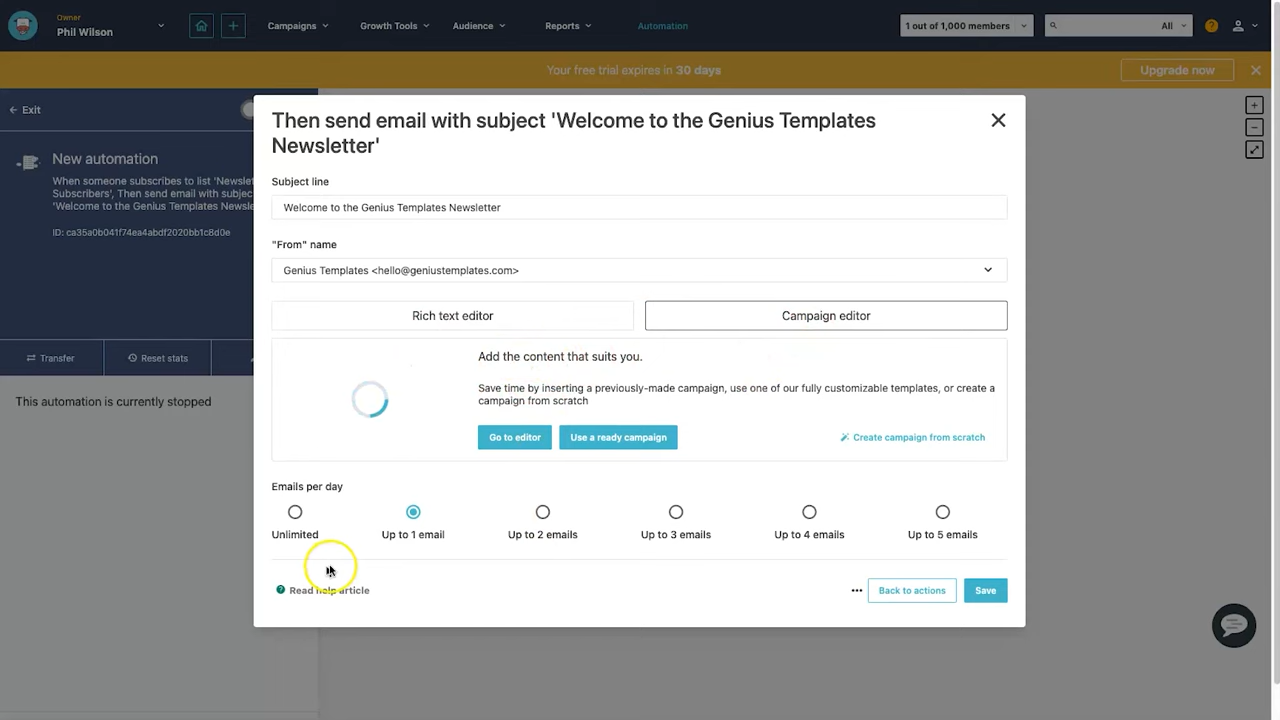 Owner
Phil Wilson
Campaigns
Growth Tools
Audience
Reports
Automation
1 out of 1,000 members
All
Your free trial expires in 30 days
Upgrade now
Exit
New automation
When someone subscribes to list 'Newsle
Subscribers', Then send email with subjec
'Welcome to the Genius Templates Newsle
ID: ca35a0b041f74ea4abdf2020bb1c8d0e
Transfer
Reset stats
This automation is currently stopped
Then send email with subject 'Welcome to the Genius Templates
Newsletter'
Subject line
Welcome to the Genius Templates Newsletter
"From" name
Genius Templates <hello@geniustemplates.com>
Rich text editor
Campaign editor
Add the content that suits you.
Save time by inserting a previously-made campaign, use one of our fully customizable templates, or create a
campaign from scratch
Go to editor
Use a ready campaign
Create campaign from scratch
Emails per day
Unlimited
Up to 1 email
Up to 2 emails
Up to 3 emails
Up to 4 emails
Up to 5 emails
Read help article
Back to actions
Save